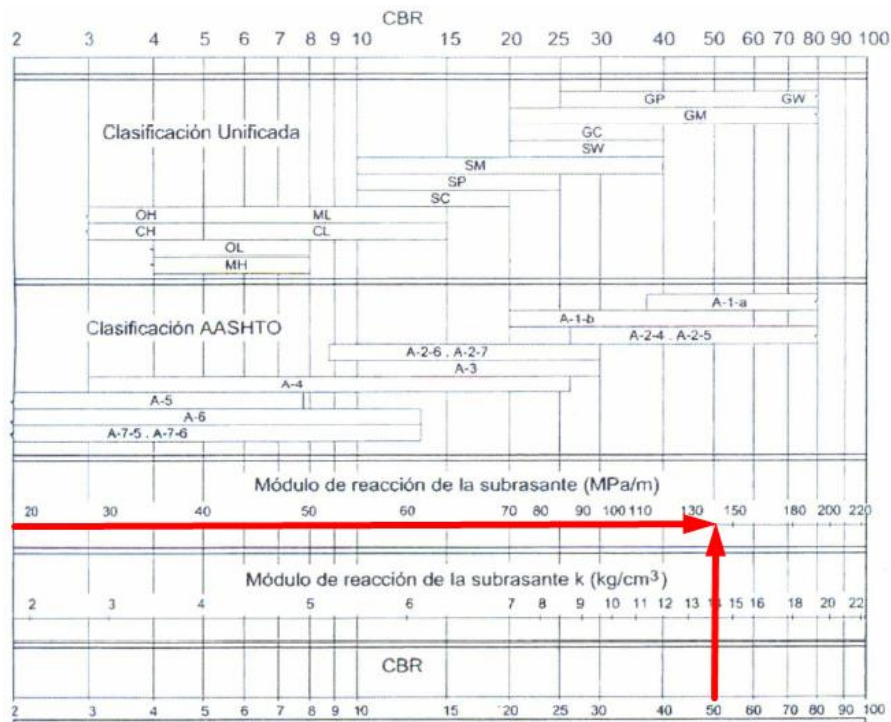 CBR
2 3 4 5 6 7 8 9 10 15 20 25 30 40 50 60 70 80 90 100
GP GW
GM
Clasificación Unificada
GC
SW
SM
SP
SC
OH ML
CH CL
OL
MH
A-1-a
A-1-b
Clasificación AASHTO
A-2-4 . A-2-5
A-2-6 . A-2-7
A-3
A-4
A-5
A-6
A-7-5 . A-7-6
Módulo de reacción de la subrasante (MPa/m)
20 30 40 50 60 70 80 90 100 110 130 150 180 200 220
Módulo de reacción de la subrasante k (kg/cm³)
2 3 4 5 6 7 8 9 10 11 12 13 14 15 16 18 20 22
CBR
2 3 4 5 6 7 8 9 10 15 20 25 30 40 50 60 70 80 90 100